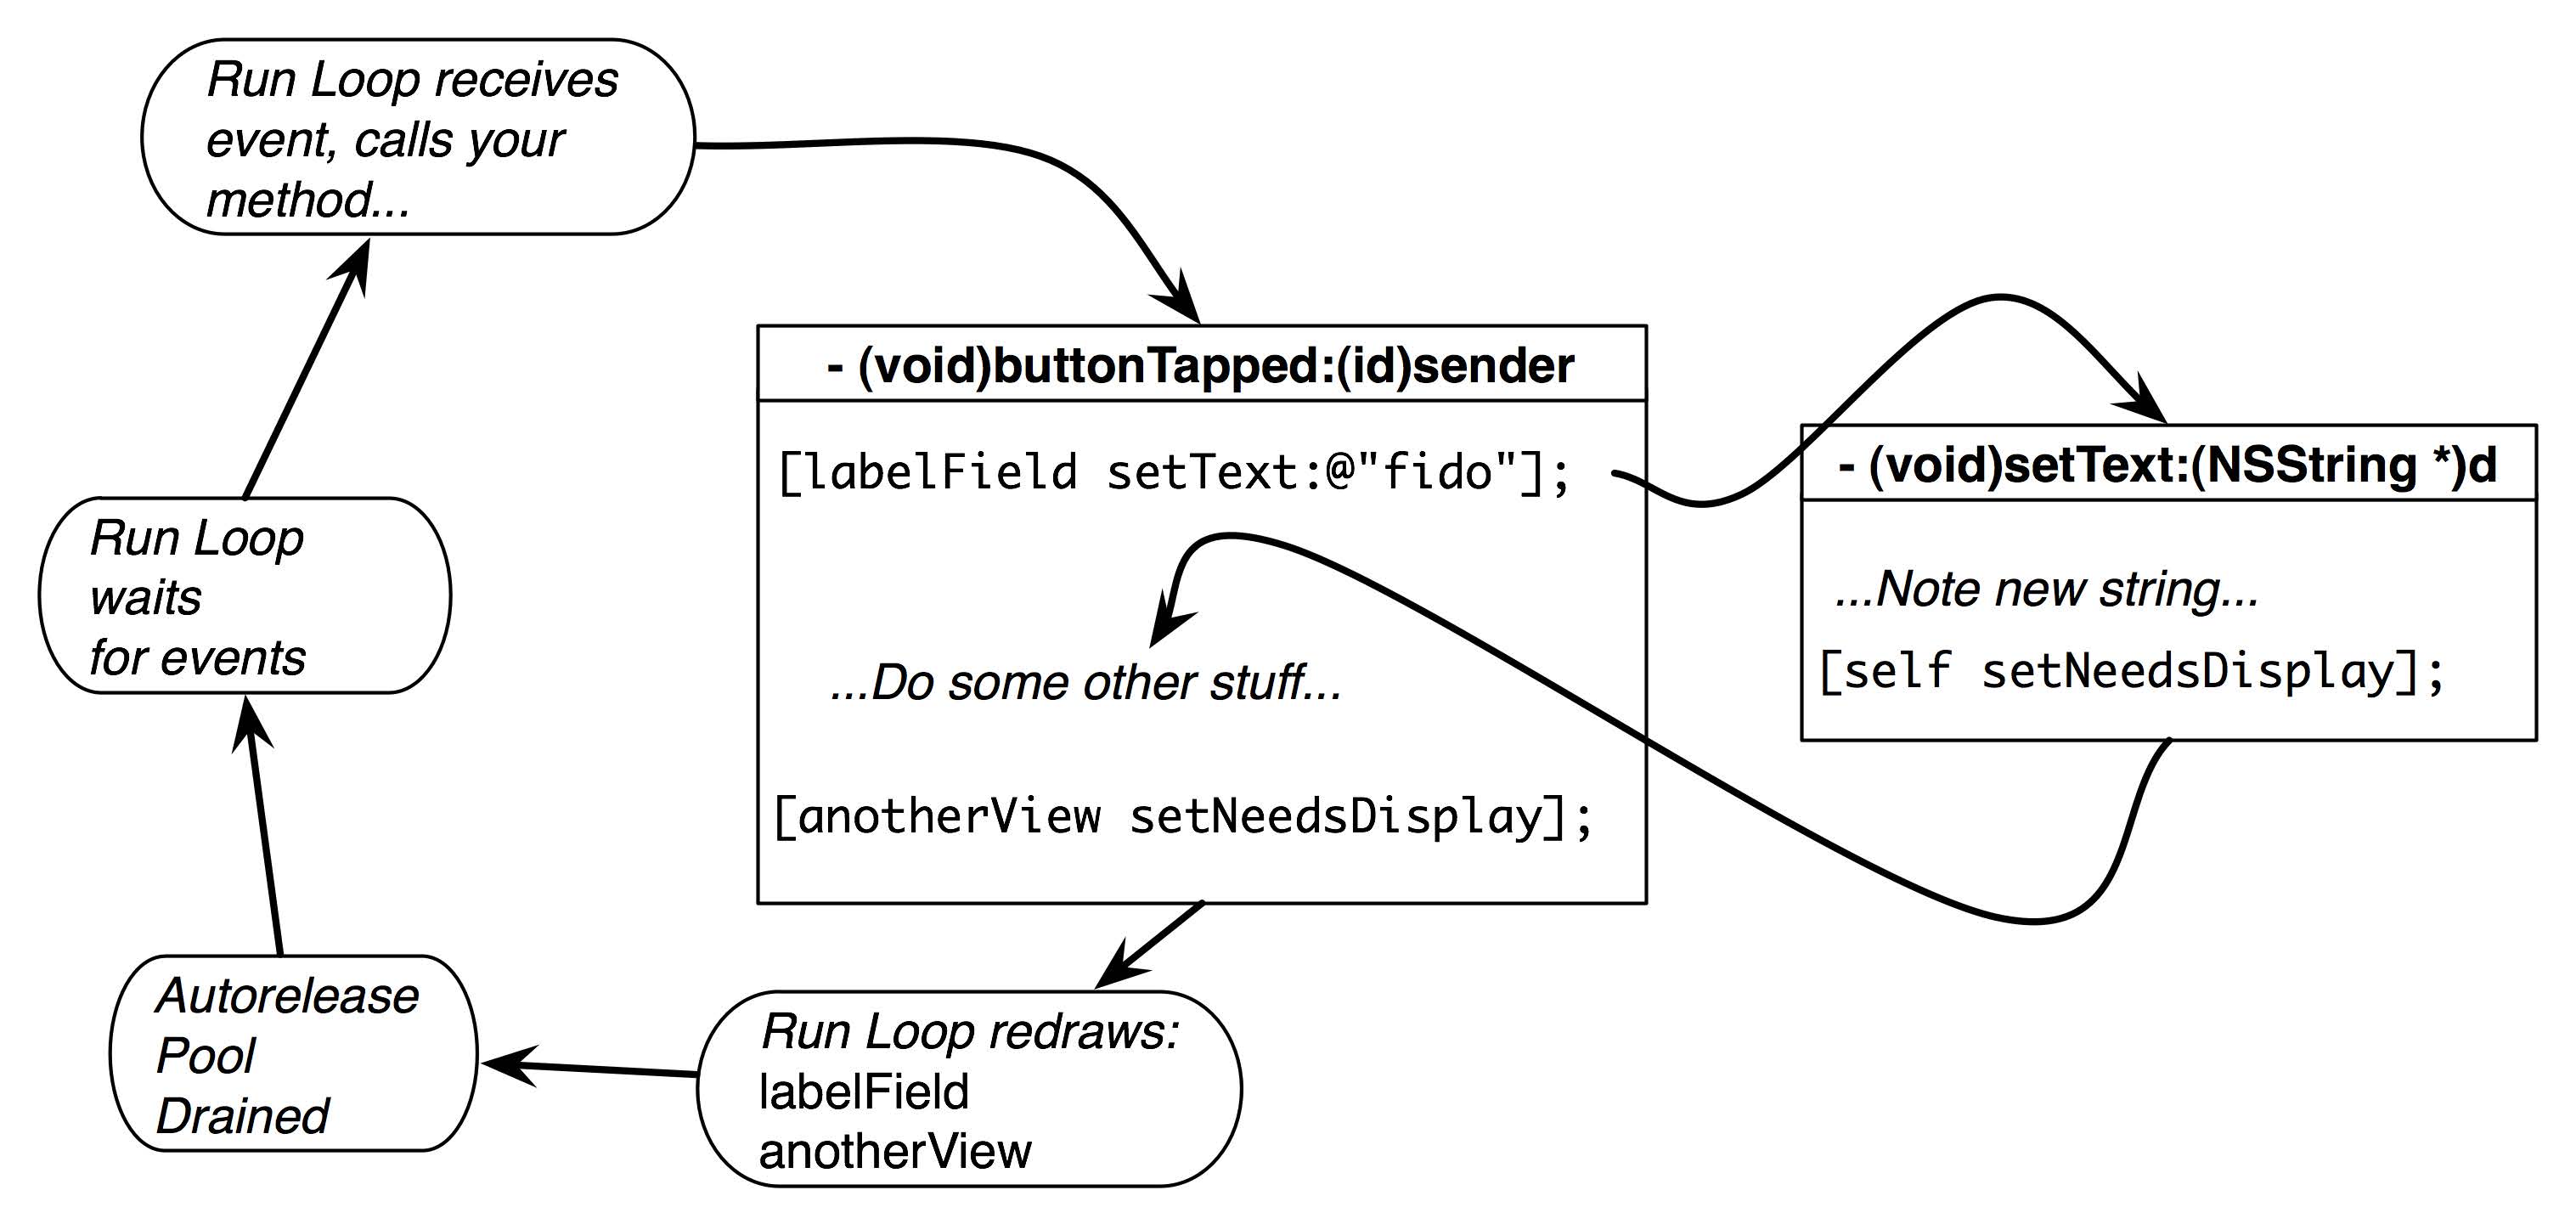 Run Loop receives
event, calls your
method...
- (void)buttonTapped:(id)sender
[labelField setText:@"fido"];
...Do some other stuff...
[anotherView setNeedsDisplay];
- (void)setText:(NSString *)d
...Note new string...
[self setNeedsDisplay];
Run Loop
waits
for events
Autorelease
Pool
Drained
Run Loop redraws:
labelField
anotherView